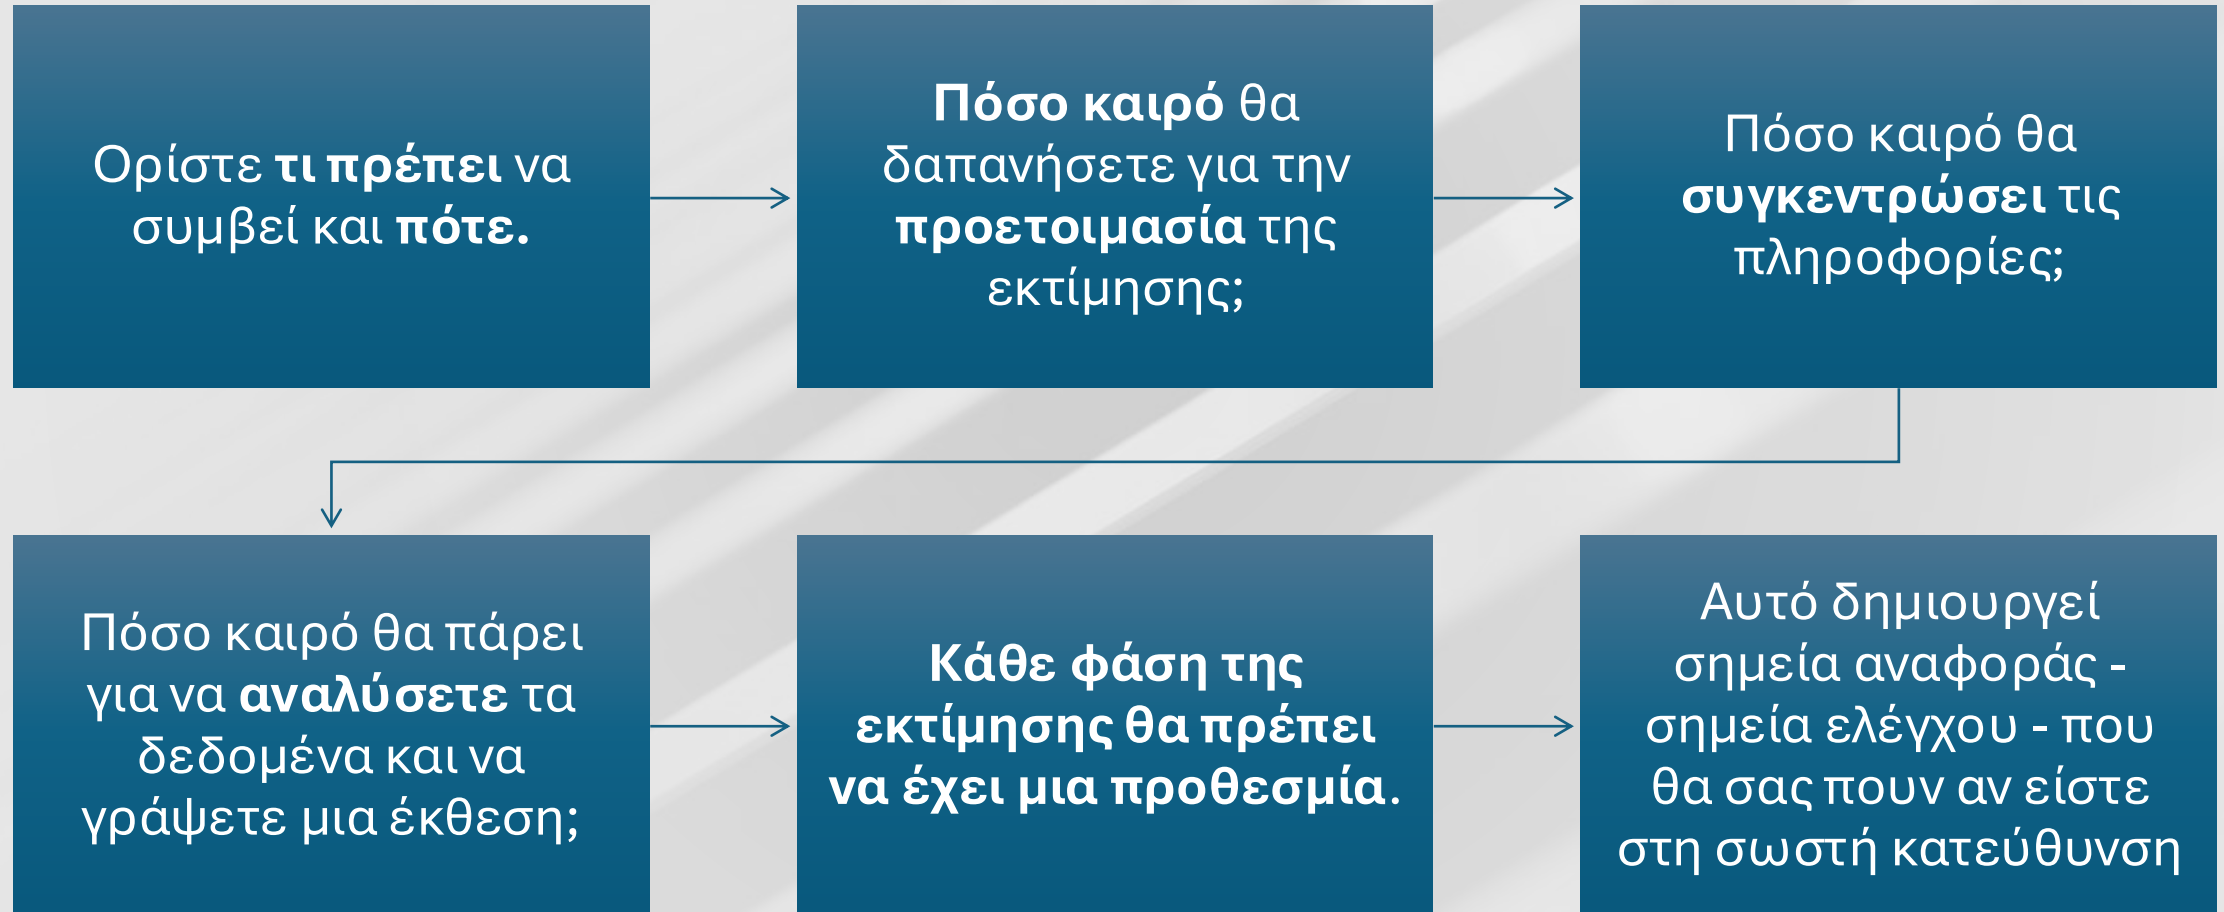 Ορίστε τι πρέπει να
συμβεί και πότε.
Πόσο καιρό θα
δαπανήσετε για την
προετοιμασία της
εκτίμησης;
Πόσο καιρό θα
συγκεντρώσει τις
πληροφορίες;
Πόσο καιρό θα πάρει
για να αναλύσετε τα
δεδομένα και να
γράψετε μια έκθεση;
Κάθε φάση της
εκτίμησης θα πρέπει
να έχει μια προθεσμία.
Αυτό δημιουργεί
σημεία αναφοράς -
σημεία ελέγχου - που
θα σας πουν αν είστε
στη σωστή κατεύθυνση